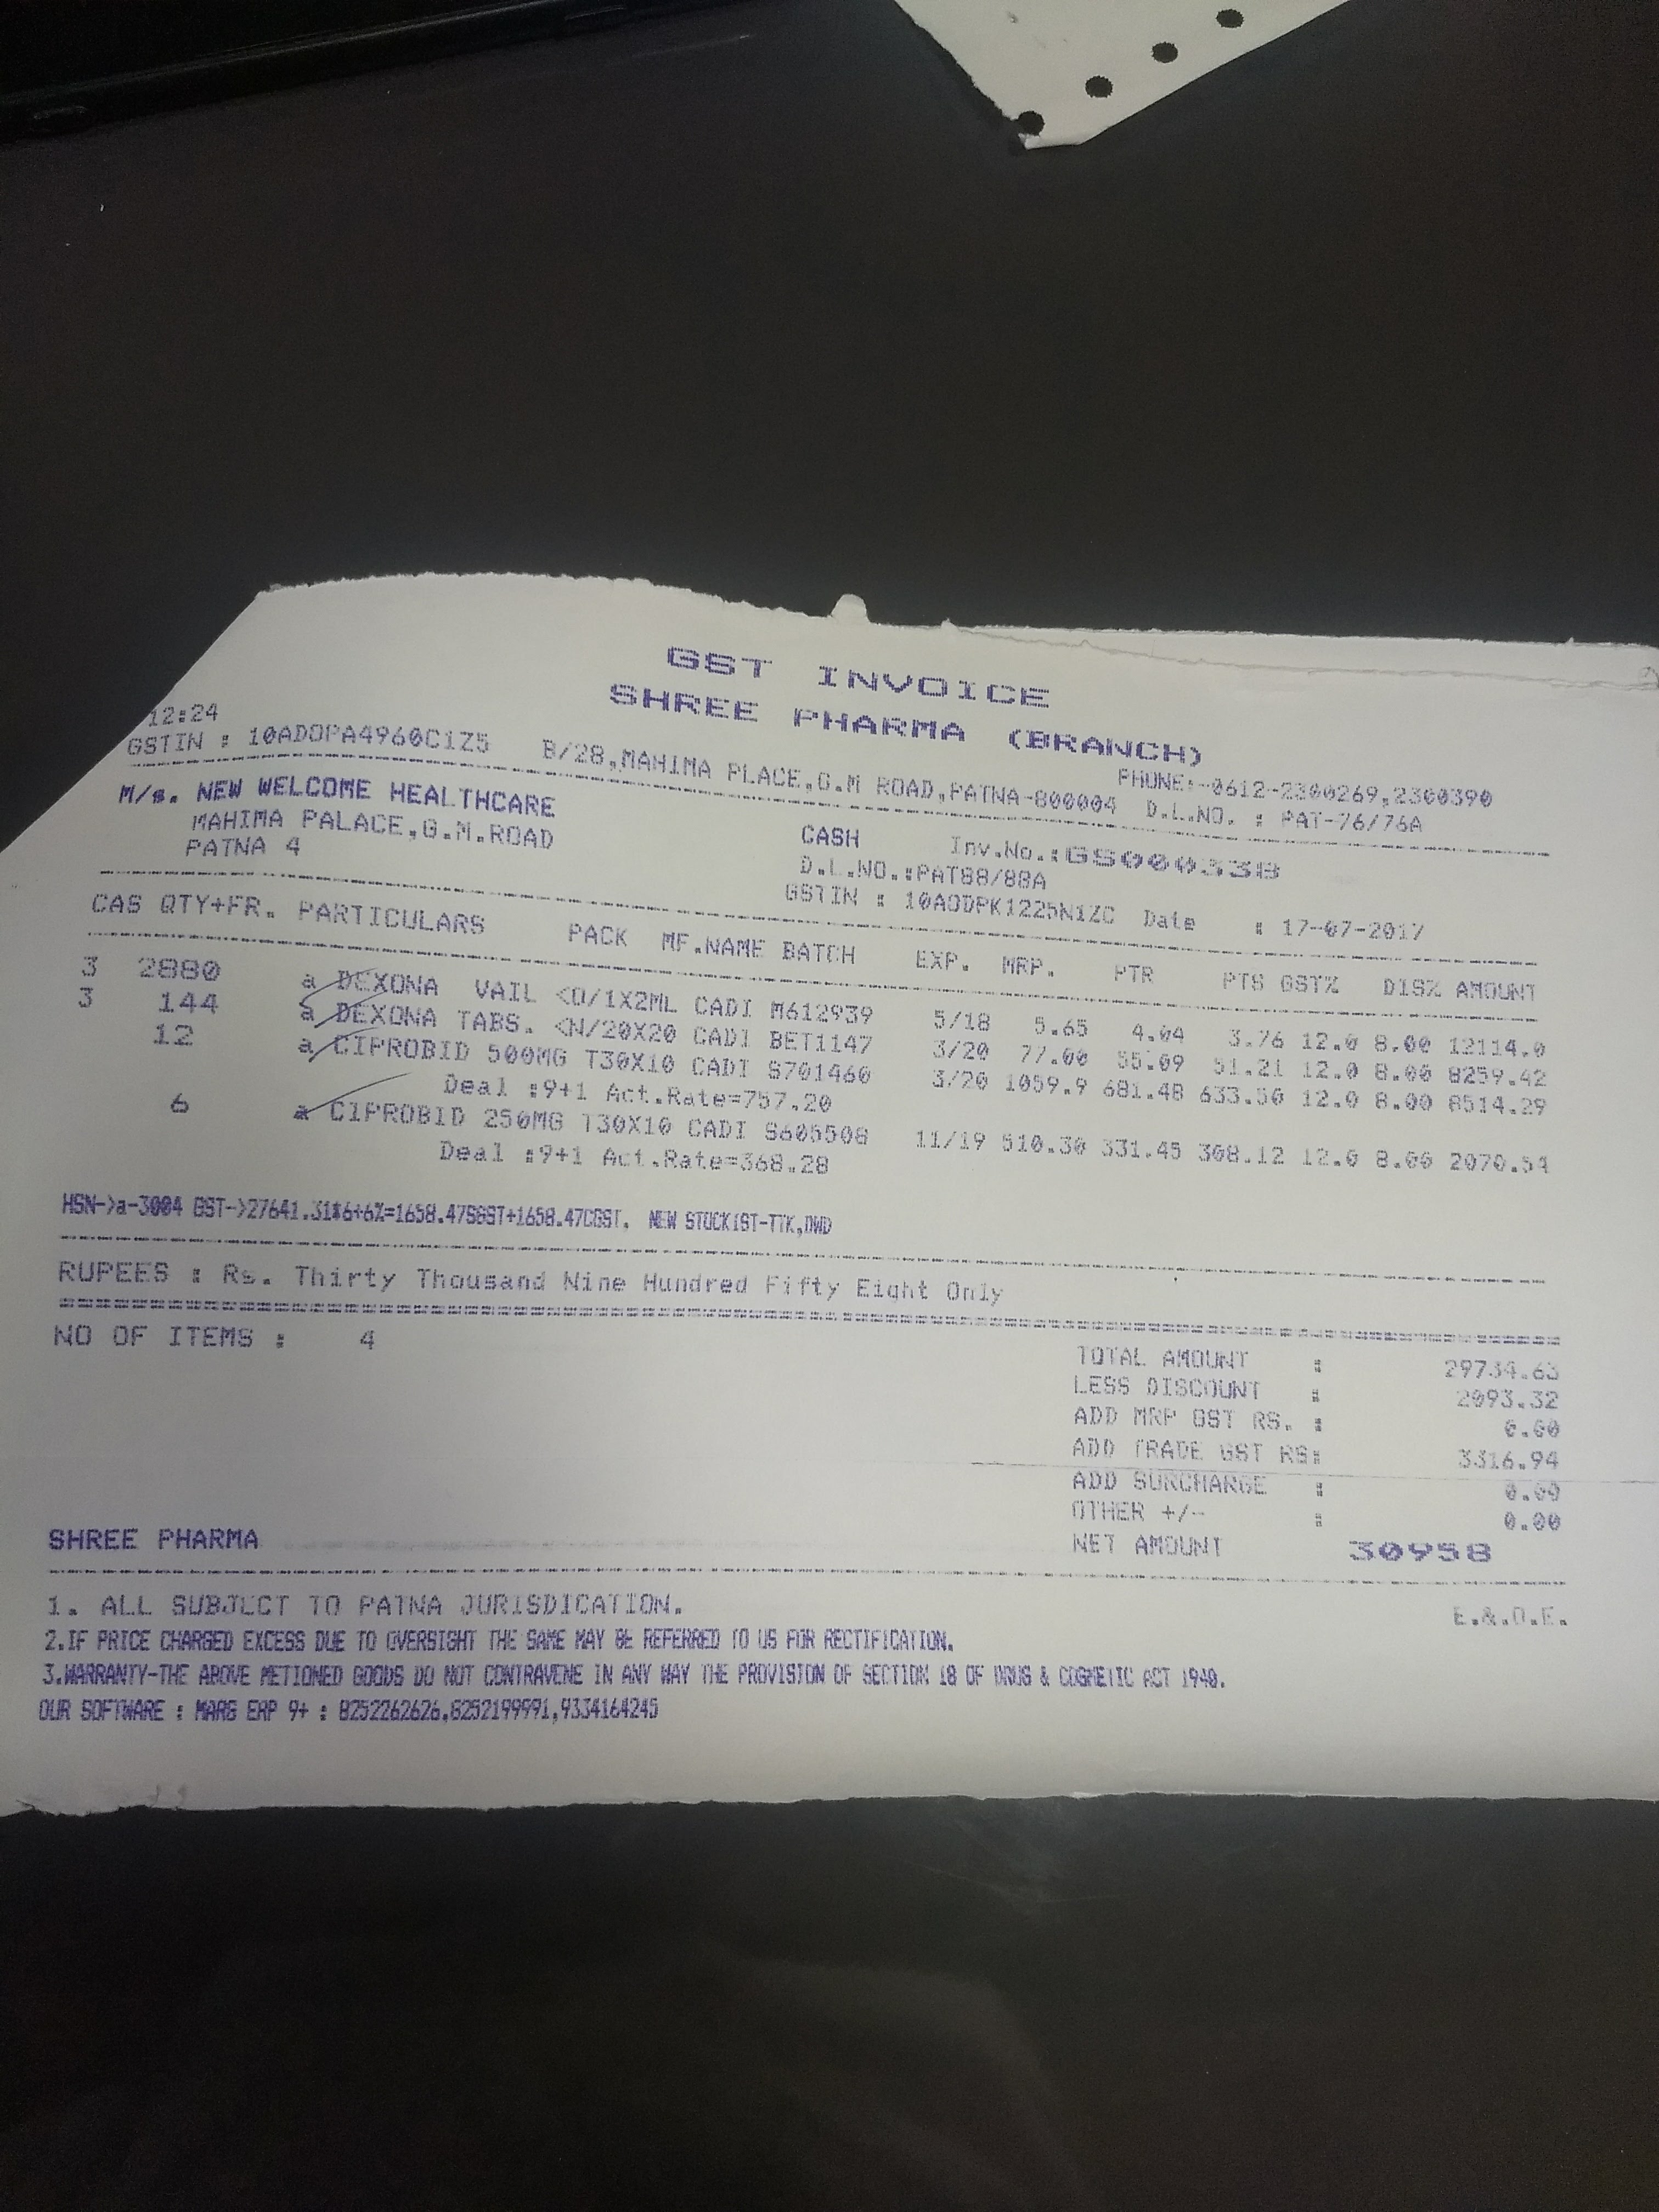 GST INVOICE
SHREE PHARMA (BRANCH)
12:24
GSTIN : 10ADOPA4960C1Z5 B/28,MAHIMA PLACE,G.M ROAD,PATNA-800004 PHONE:-0612-2300269,2300390
D.L.NO. : PAT-76/76A
M/s. NEW WELCOME HEALTHCARE CASH Inv.No.:GS000338
MAHIMA PALACE,G.M.ROAD D.L.NO.:PAT88/88A
PATNA 4 GSTIN : 10AODPK1225N1ZC Date : 17-07-2017
CAS QTY+FR. PARTICULARS PACK MF.NAME BATCH EXP. MRP. PTR PTS GST% DIS% AMOUNT
3 2880 a DEXONA VAIL <O/1X2ML CADI M612939 5/18 5.65 4.04 3.76 12.0 8.00 12114.0
3 144 a DEXONA TABS. <N/20X20 CADI BET1147 3/20 77.00 55.09 51.21 12.0 8.00 8259.42
12 a CIPROBID 500MG T30X10 CADI S701460 3/20 1059.9 681.48 633.50 12.0 8.00 8514.29
Deal :9+1 Act.Rate=757.20
6 a CIPROBID 250MG T30X10 CADI S605508 11/19 510.30 331.45 308.12 12.0 8.00 2070.54
Deal :9+1 Act.Rate=368.28
HSN->a-3004 GST->27641.31*6+6%=1658.47SGST+1658.47CGST. NEW STOCKIST-TTK,DWD
RUPEES : Rs. Thirty Thousand Nine Hundred Fifty Eight Only
NO OF ITEMS : 4
TOTAL AMOUNT : 29734.63
LESS DISCOUNT : 2093.32
ADD MRP GST RS. : 0.00
ADD TRADE GST RS: 3316.94
ADD SURCHARGE : 0.00
OTHER +/- : 0.00
SHREE PHARMA NET AMOUNT 30958
1. ALL SUBJECT TO PATNA JURISDICATION. E.&.O.E.
2.IF PRICE CHARGED EXCESS DUE TO OVERSIGHT THE SAME MAY BE REFERRED TO US FOR RECTIFICATION.
3.WARRANTY-THE ABOVE METIONED GOODS DO NOT CONTRAVENE IN ANY WAY THE PROVISION OF SECTION 18 OF DRUG & COSMETIC ACT 1940.
OUR SOFTWARE : MARG ERP 9+ : 8252262626,8252199991,9334164245